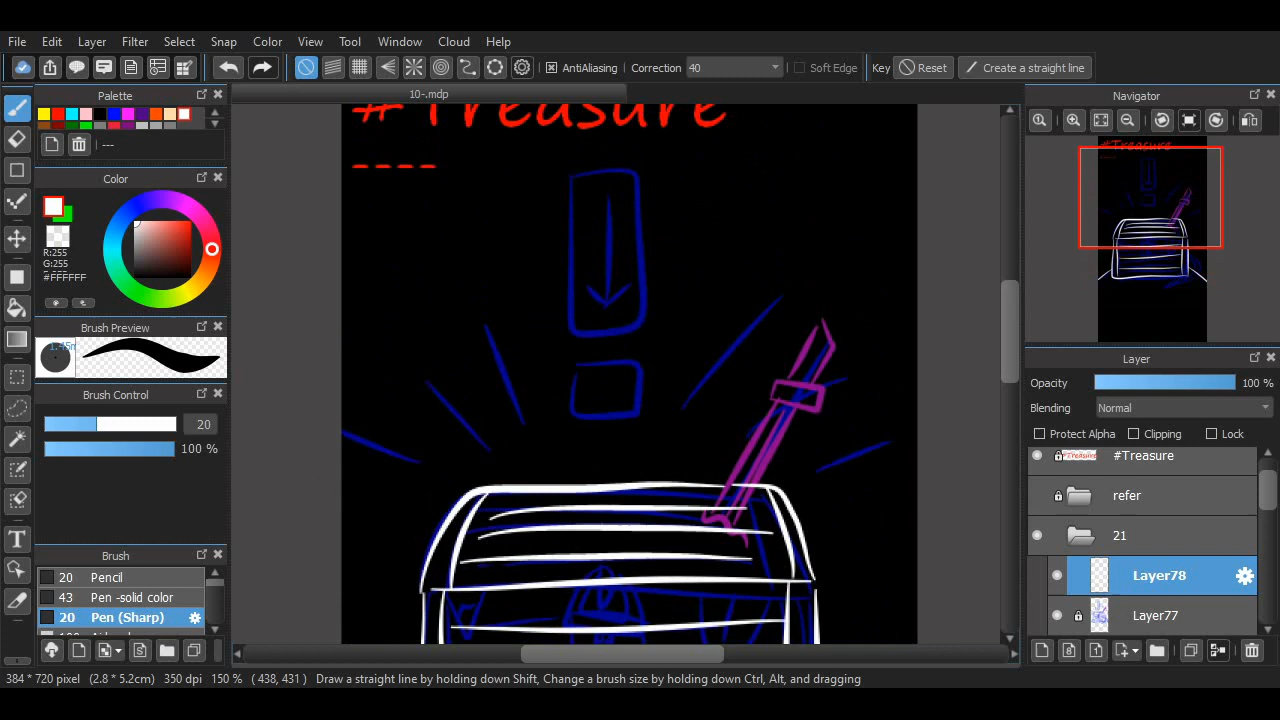 File Edit Layer Filter Select Snap Color View Tool Window Cloud Help
AntiAliasing Correction 40 Soft Edge Key Reset Create a straight line
Palette
10-.mdp
Navigator
#Treasure
----
#Treasure
---
Color
R:255
G:255
#FFFFFF
Brush Preview
Brush Control
20
100 %
Layer
Opacity 100 %
Blending Normal
Protect Alpha Clipping Lock
#Treasure
refer
21
Layer78
Layer77
Brush
20 Pencil
43 Pen -solid color
20 Pen (Sharp)
384 * 720 pixel (2.8 * 5.2cm) 350 dpi 150 % ( 438, 431 ) Draw a straight line by holding down Shift, Change a brush size by holding down Ctrl, Alt, and dragging